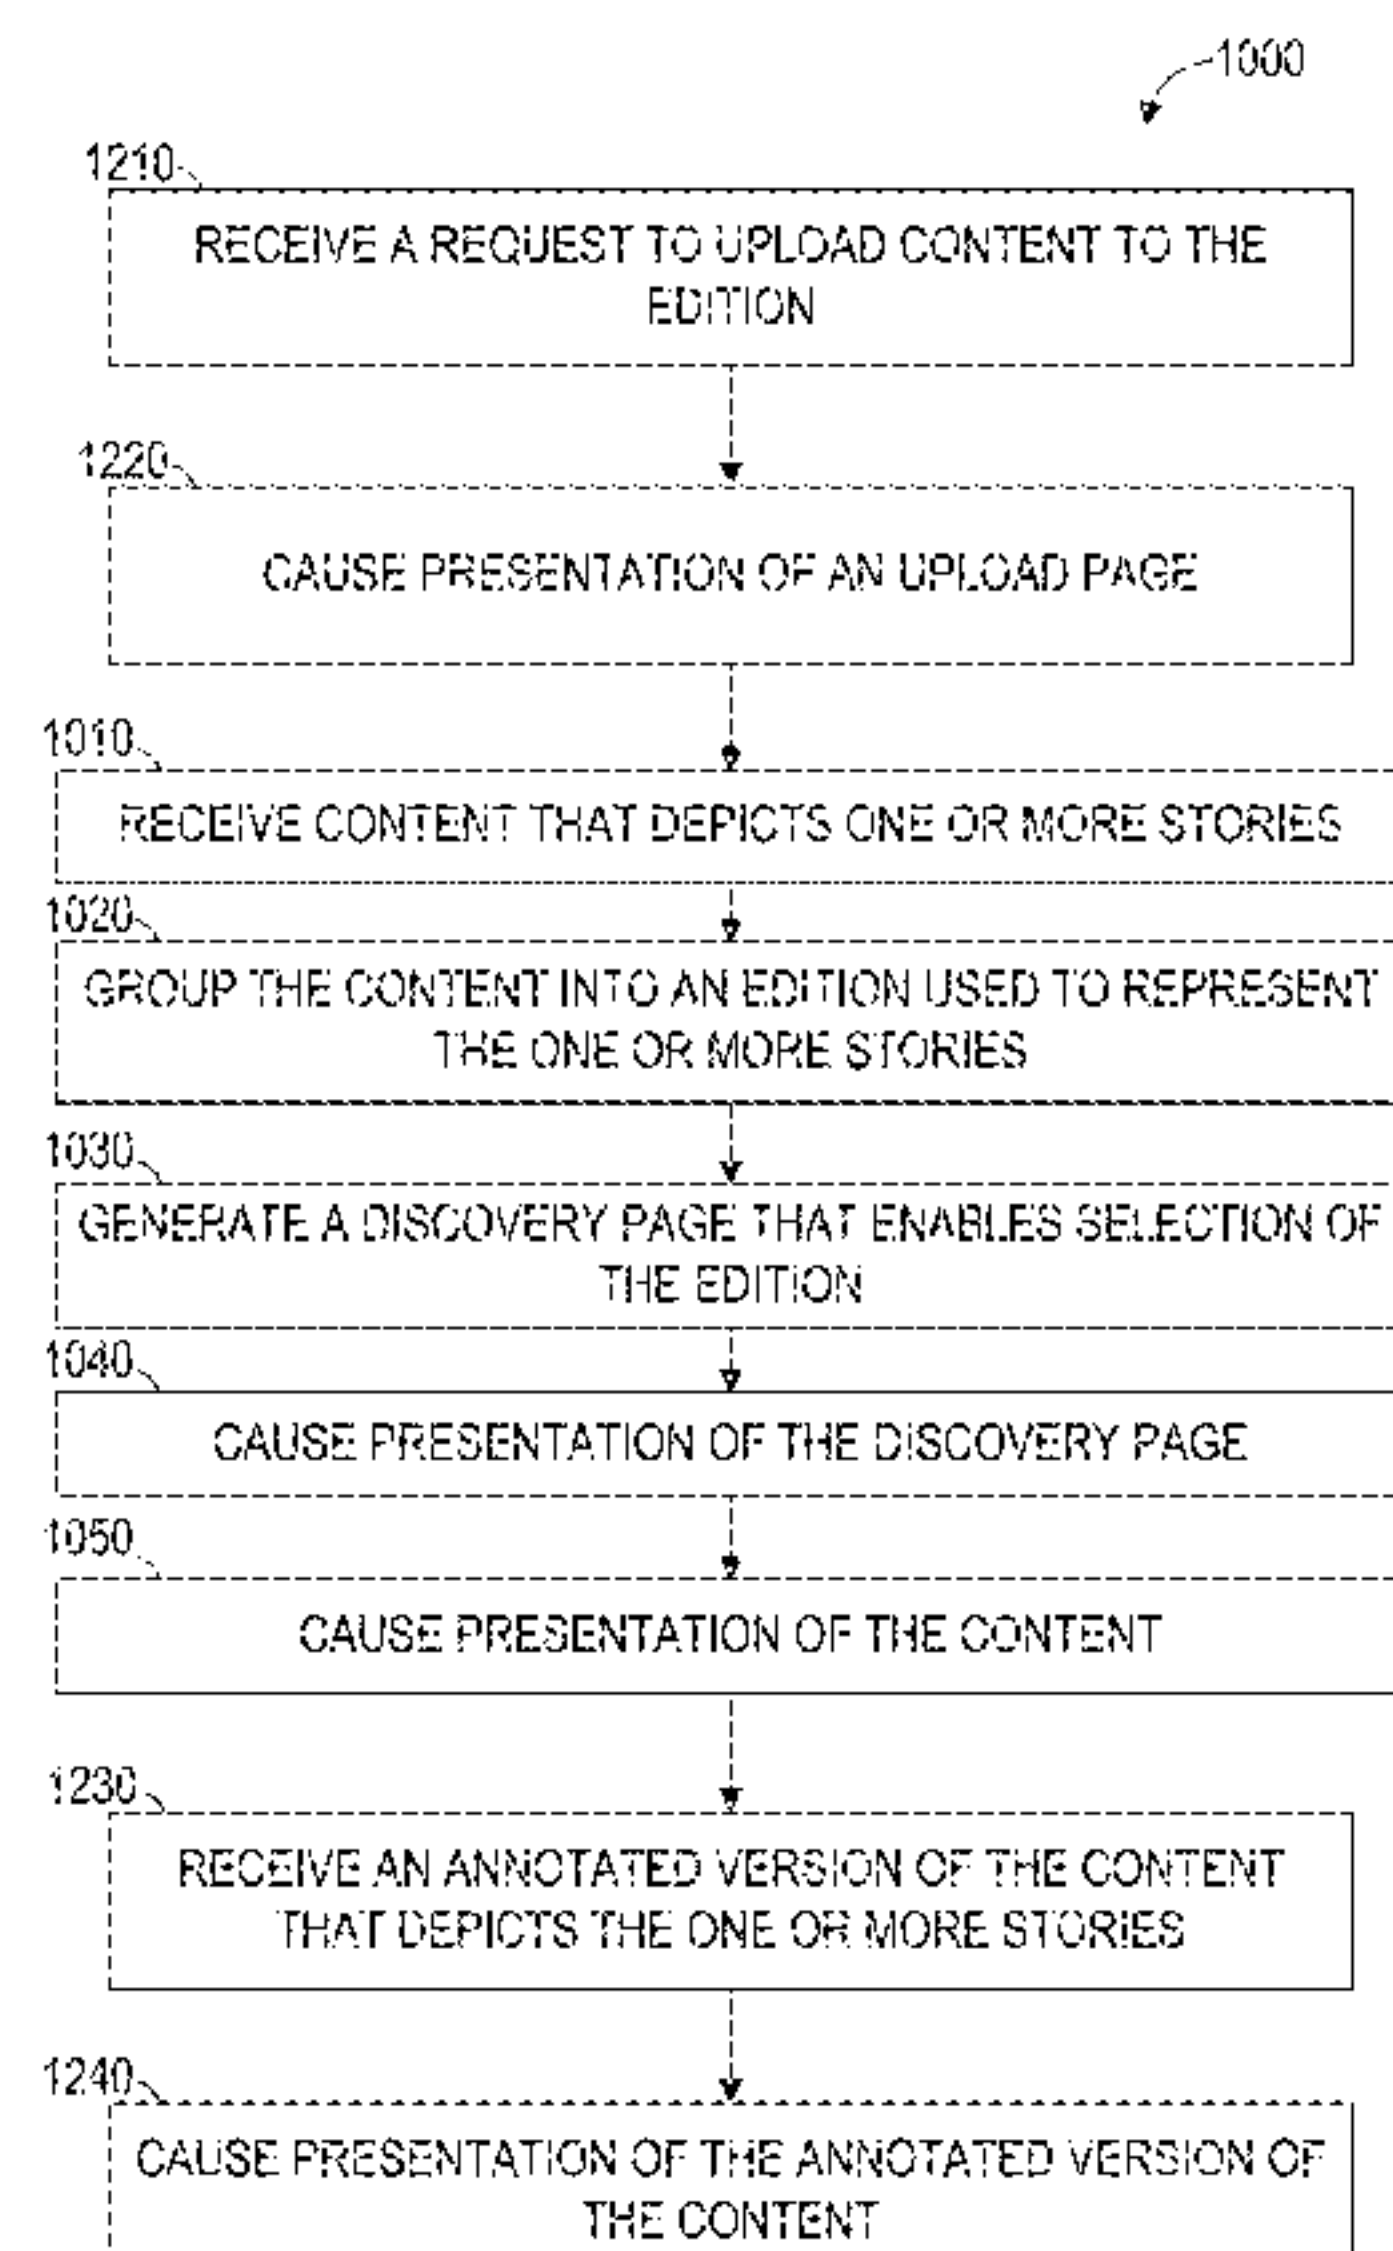 1000
1210
RECEIVE A REQUEST TO UPLOAD CONTENT TO THE
EDITION
1220
CAUSE PRESENTATION OF AN UPLOAD PAGE
1010
RECEIVE CONTENT THAT DEPICTS ONE OR MORE STORIES
1020
GROUP THE CONTENT INTO AN EDITION USED TO REPRESENT
THE ONE OR MORE STORIES
1030
GENERATE A DISCOVERY PAGE THAT ENABLES SELECTION OF
THE EDITION
1040
CAUSE PRESENTATION OF THE DISCOVERY PAGE
1050
CAUSE PRESENTATION OF THE CONTENT
1230
RECEIVE AN ANNOTATED VERSION OF THE CONTENT
THAT DEPICTS THE ONE OR MORE STORIES
1240
CAUSE PRESENTATION OF THE ANNOTATED VERSION OF
THE CONTENT